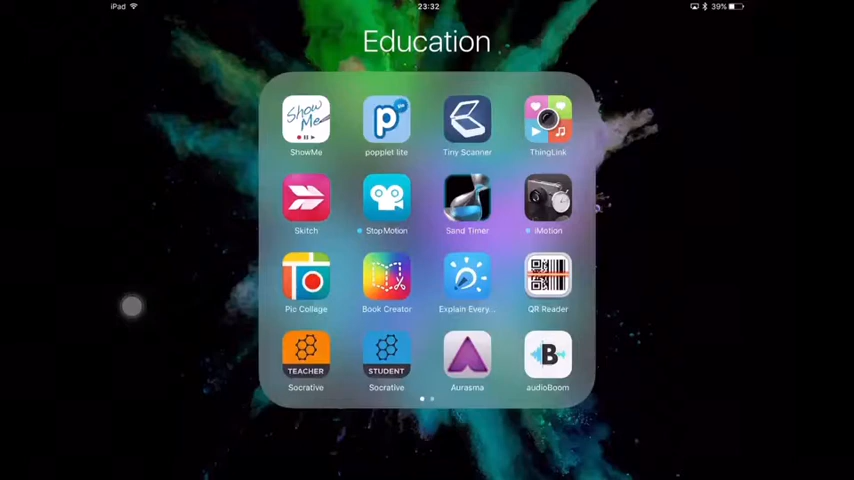 iPad 23:32 39%
Education
Show Me
ShowMe popplet lite Tiny Scanner ThingLink
Skitch StopMotion Sand Timer iMotion
Pic Collage Book Creator Explain Every... QR Reader
TEACHER STUDENT B
Socrative Socrative Aurasma audioBoom